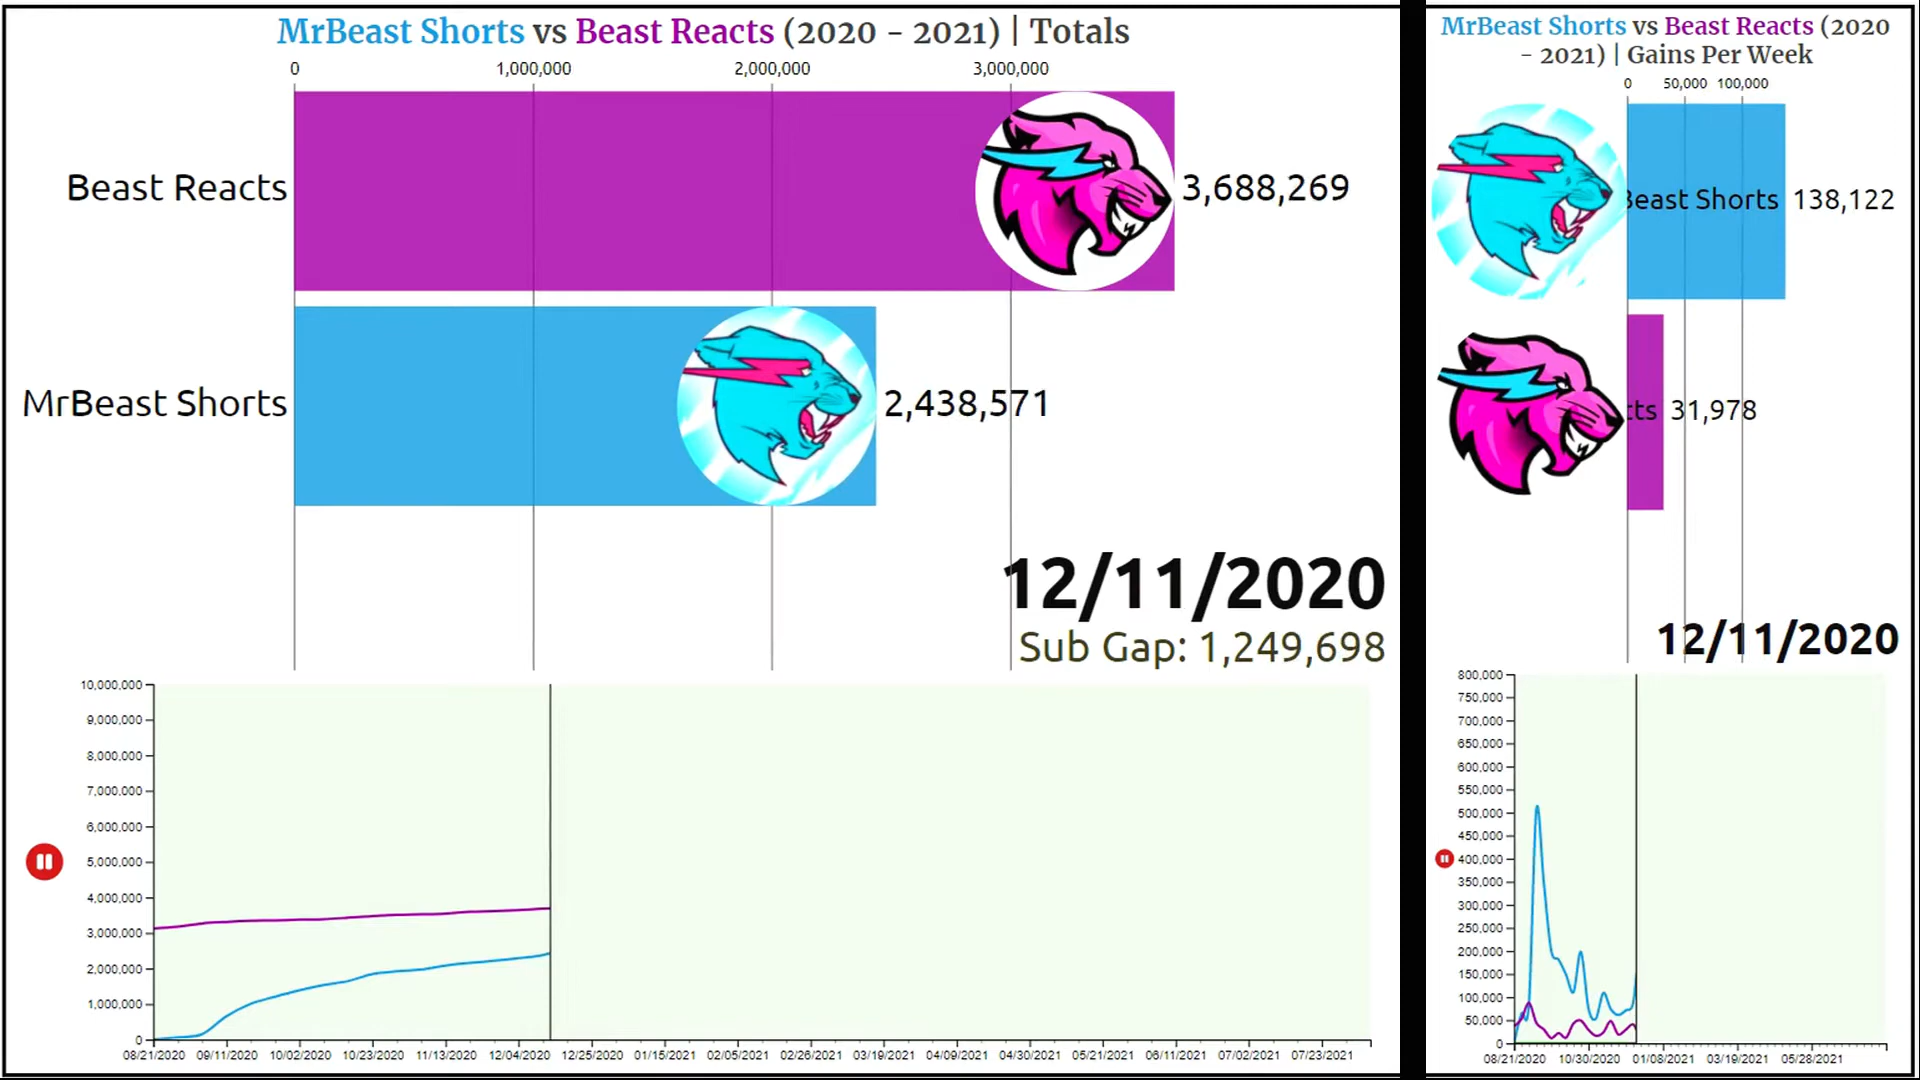 MrBeast Shorts vs Beast Reacts (2020 - 2021) | Totals
0 1,000,000 2,000,000 3,000,000
Beast Reacts 3,688,269
MrBeast Shorts 2,438,571
12/11/2020
Sub Gap: 1,249,698
10,000,000
9,000,000
8,000,000
7,000,000
6,000,000
5,000,000
4,000,000
3,000,000
2,000,000
1,000,000
0
08/21/2020 09/11/2020 10/02/2020 10/23/2020 11/13/2020 12/04/2020 12/25/2020 01/15/2021 02/05/2021 02/26/2021 03/19/2021 04/09/2021 04/30/2021 05/21/2021 06/11/2021 07/02/2021 07/23/2021
MrBeast Shorts vs Beast Reacts (2020
- 2021) | Gains Per Week
0 50,000 100,000
Beast Shorts 138,122
cts 31,978
12/11/2020
800,000
750,000
700,000
650,000
600,000
550,000
500,000
450,000
400,000
350,000
300,000
250,000
200,000
150,000
100,000
50,000
0
08/21/2020 10/30/2020 01/08/2021 03/19/2021 05/28/2021